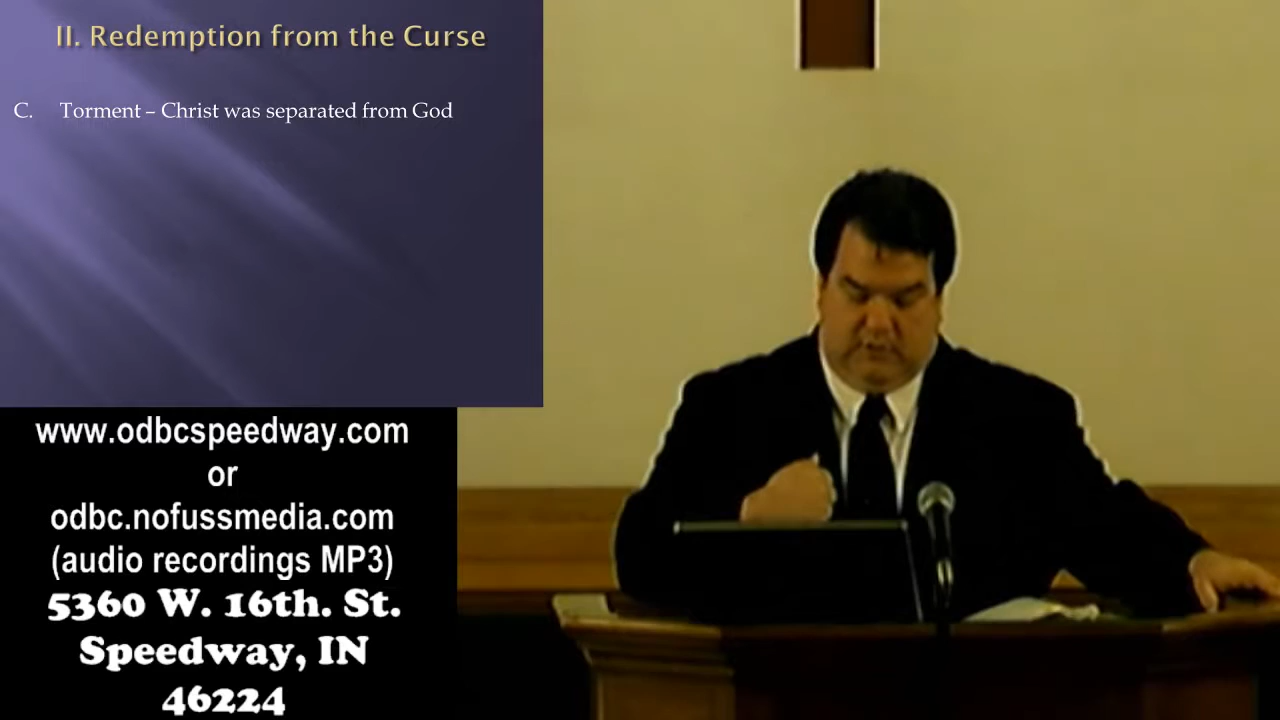 II. Redemption from the Curse
C. Torment – Christ was separated from God
www.odbcspeedway.com
or
odbc.nofussmedia.com
(audio recordings MP3)
5360 W. 16th. St.
Speedway, IN
46224